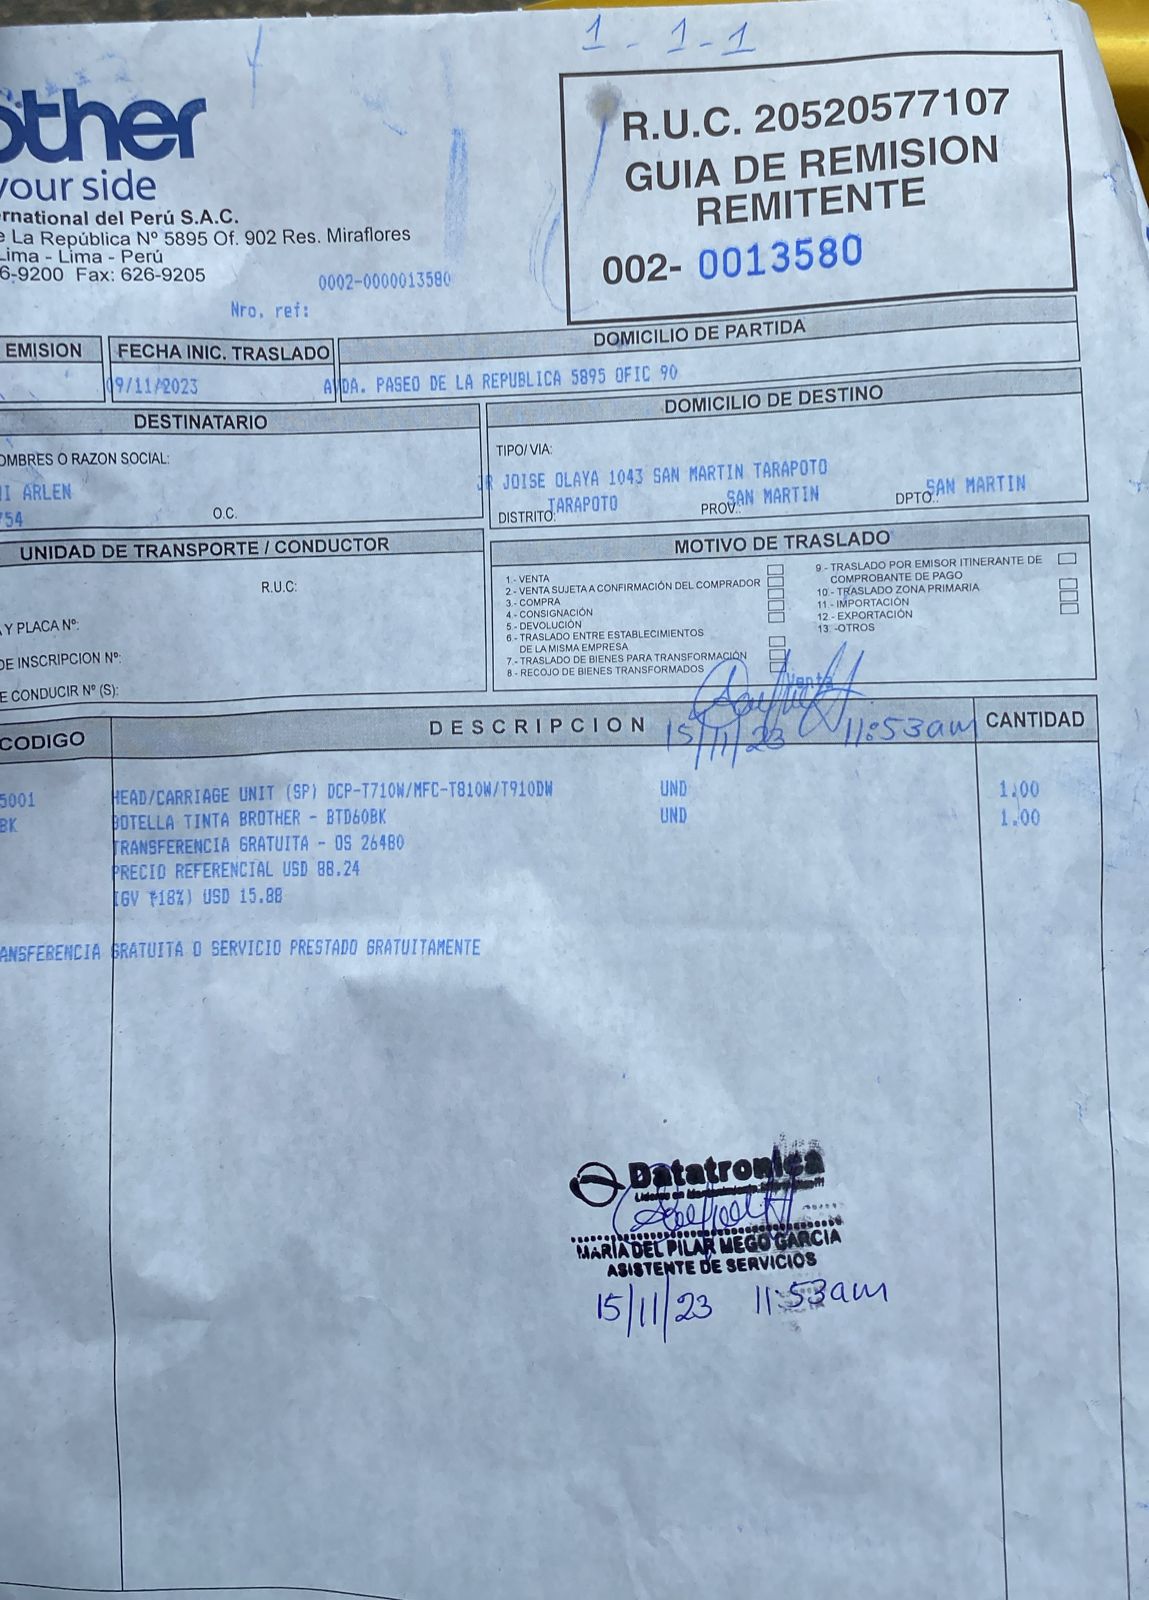 1 - 1 - 1
other
your side
rnational del Perú S.A.C.
e La República Nº 5895 Of. 902 Res. Miraflores
Lima - Lima - Perú
6-9200 Fax: 626-9205
0002-0000013580
Nro. ref:
R.U.C. 20520577107
GUIA DE REMISION
REMITENTE
002- 0013580
EMISION
FECHA INIC. TRASLADO
DOMICILIO DE PARTIDA
09/11/2023
AVDA. PASEO DE LA REPUBLICA 5895 OFIC 90
DESTINATARIO
DOMICILIO DE DESTINO
OMBRES O RAZON SOCIAL:
TIPO/ VIA:
I ARLEN
JR JOISE OLAYA 1043 SAN MARTIN TARAPOTO
754
O.C.
DISTRITO: TARAPOTO PROV.: SAN MARTIN DPTO.: SAN MARTIN
UNIDAD DE TRANSPORTE / CONDUCTOR
MOTIVO DE TRASLADO
R.U.C:
A Y PLACA Nº:
DE INSCRIPCION Nº:
E CONDUCIR Nº (S):
1.- VENTA
2.- VENTA SUJETA A CONFIRMACIÓN DEL COMPRADOR
3.- COMPRA
4.- CONSIGNACIÓN
5.- DEVOLUCIÓN
6.- TRASLADO ENTRE ESTABLECIMIENTOS
DE LA MISMA EMPRESA
7.- TRASLADO DE BIENES PARA TRANSFORMACIÓN
8.- RECOJO DE BIENES TRANSFORMADOS
9.- TRASLADO POR EMISOR ITINERANTE DE
COMPROBANTE DE PAGO
10.- TRASLADO ZONA PRIMARIA
11.- IMPORTACIÓN
12.- EXPORTACIÓN
13 -OTROS
Venta
15/11/23 11:53am
CODIGO
DESCRIPCION
CANTIDAD
5001 HEAD/CARRIAGE UNIT (SP) DCP-T710W/MFC-T810W/T910DW UND 1.00
BK BOTELLA TINTA BROTHER - BTD60BK UND 1.00
TRANSFERENCIA GRATUITA - OS 26480
PRECIO REFERENCIAL USD 88.24
IGV (18%) USD 15.88
ANSFERENCIA GRATUITA O SERVICIO PRESTADO GRATUITAMENTE
Datatronica
MARIA DEL PILAR MEGO GARCIA
ASISTENTE DE SERVICIOS
15/11/23 11:53am